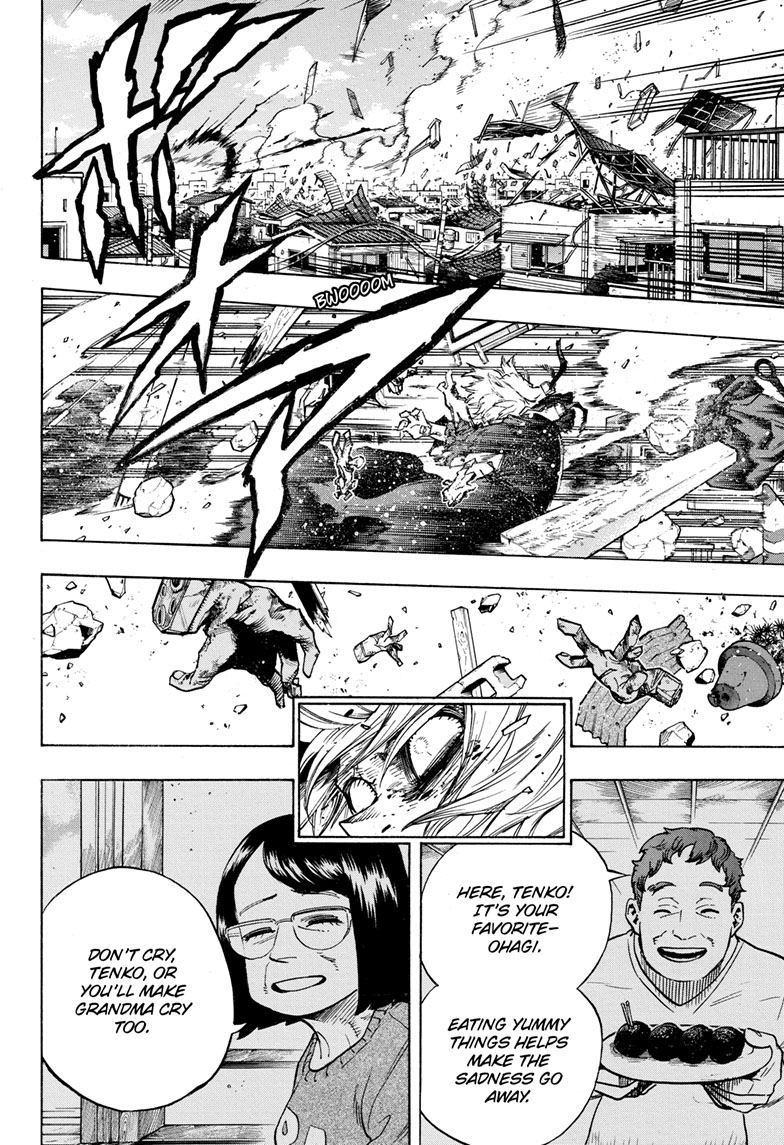 BWOOOOM
HERE, TENKO!
IT'S YOUR
FAVORITE–
OHAGI.
EATING YUMMY
THINGS HELPS
MAKE THE
SADNESS GO
AWAY.
DON'T CRY,
TENKO, OR
YOU'LL MAKE
GRANDMA CRY
TOO.